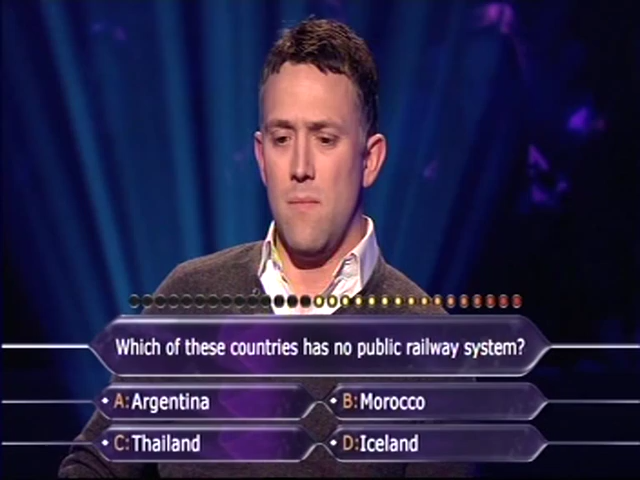 Which of these countries has no public railway system?
A: Argentina
B: Morocco
C: Thailand
D: Iceland